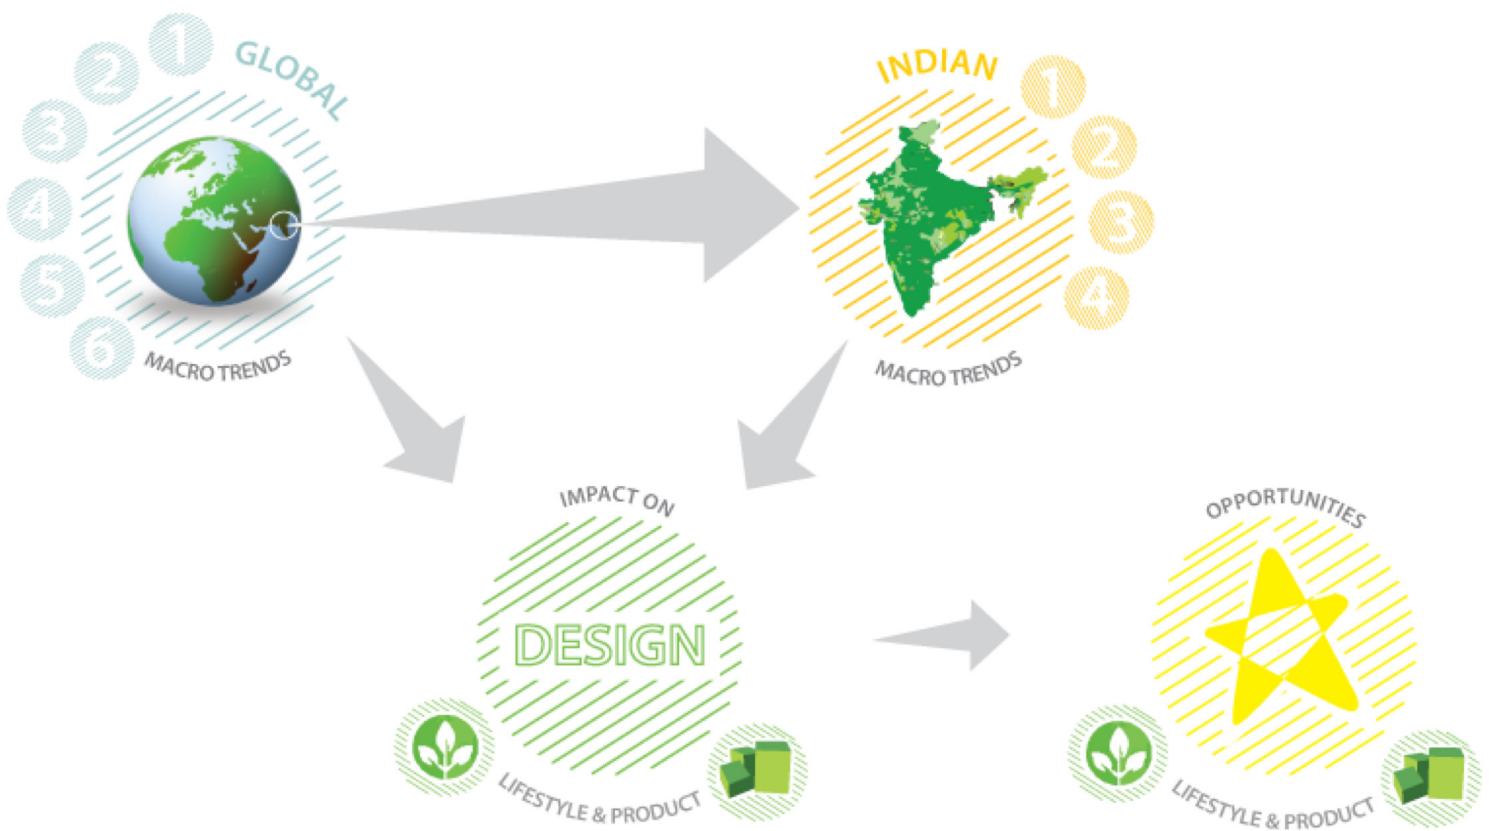 GLOBAL
1
2
3
4
5
6
MACRO TRENDS
INDIAN
1
2
3
4
MACRO TRENDS
IMPACT ON
DESIGN
LIFESTYLE & PRODUCT
OPPORTUNITIES
LIFESTYLE & PRODUCT